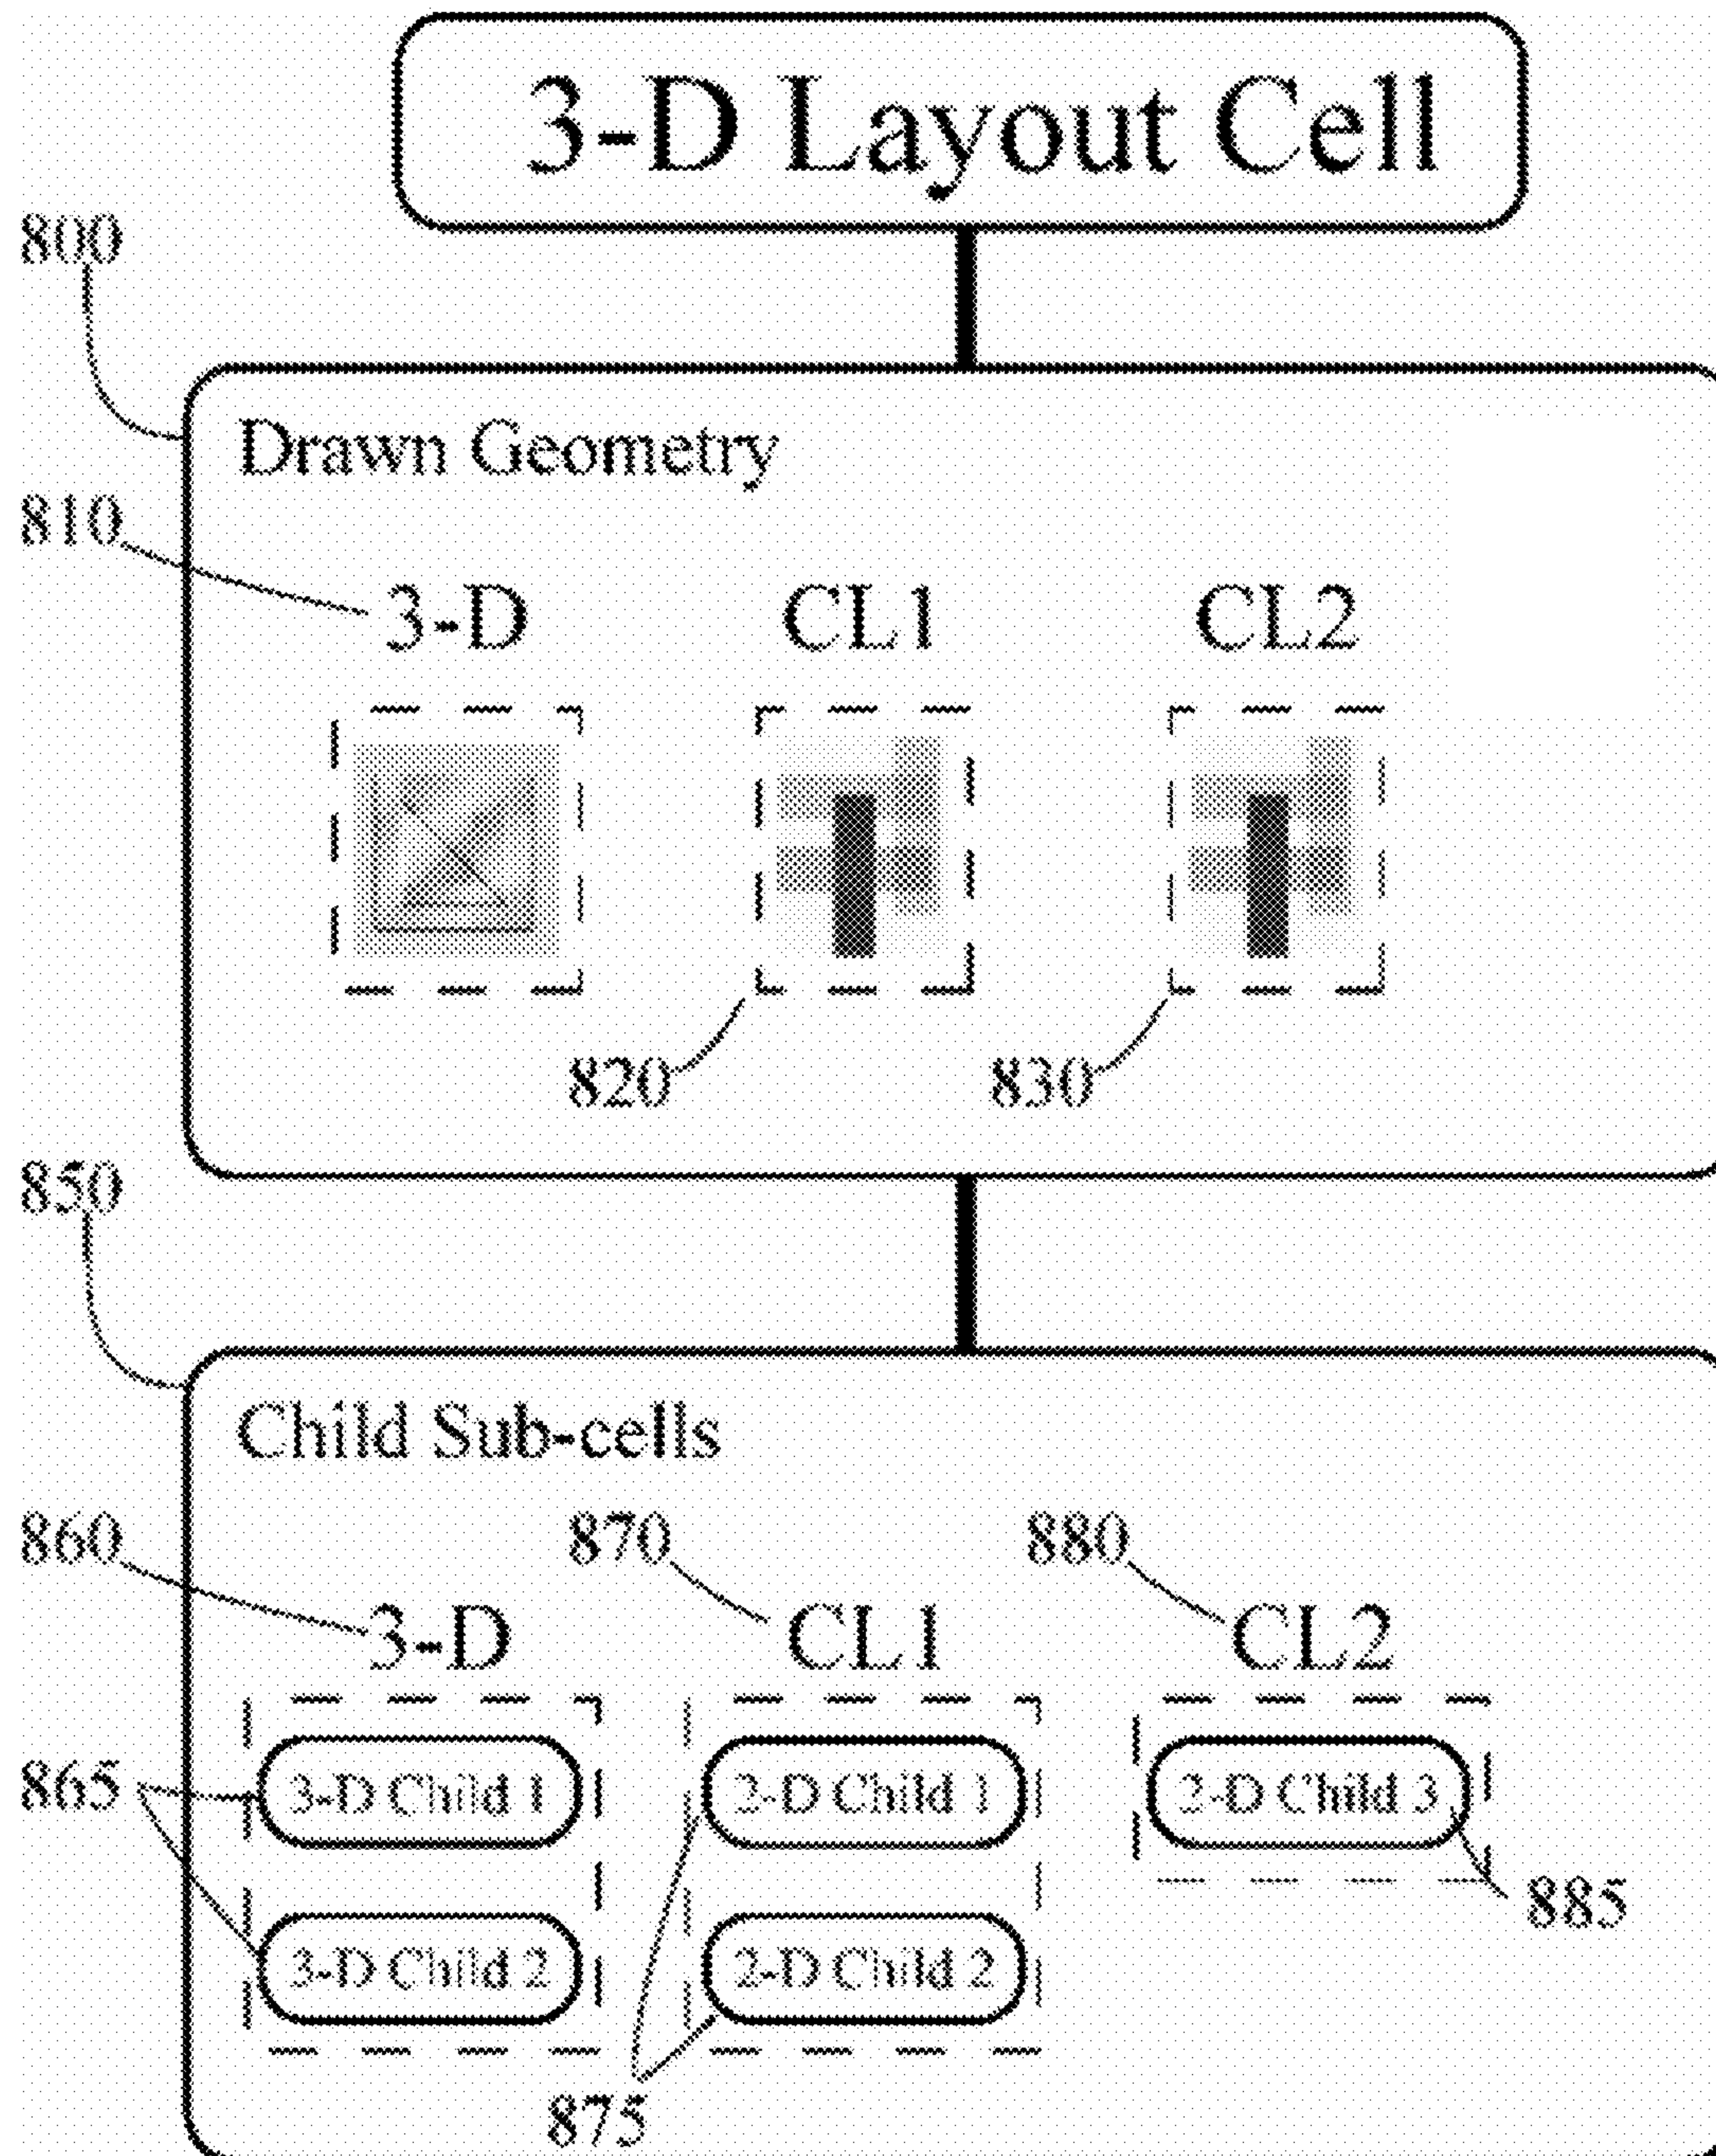 3-D Layout Cell
800
Drawn Geometry
810
3-D CL1 CL2
820 830
850
Child Sub-cells
860 870 880
3-D CL1 CL2
865 3-D Child 1 2-D Child 1 2-D Child 3
885
3-D Child 2 2-D Child 2
875